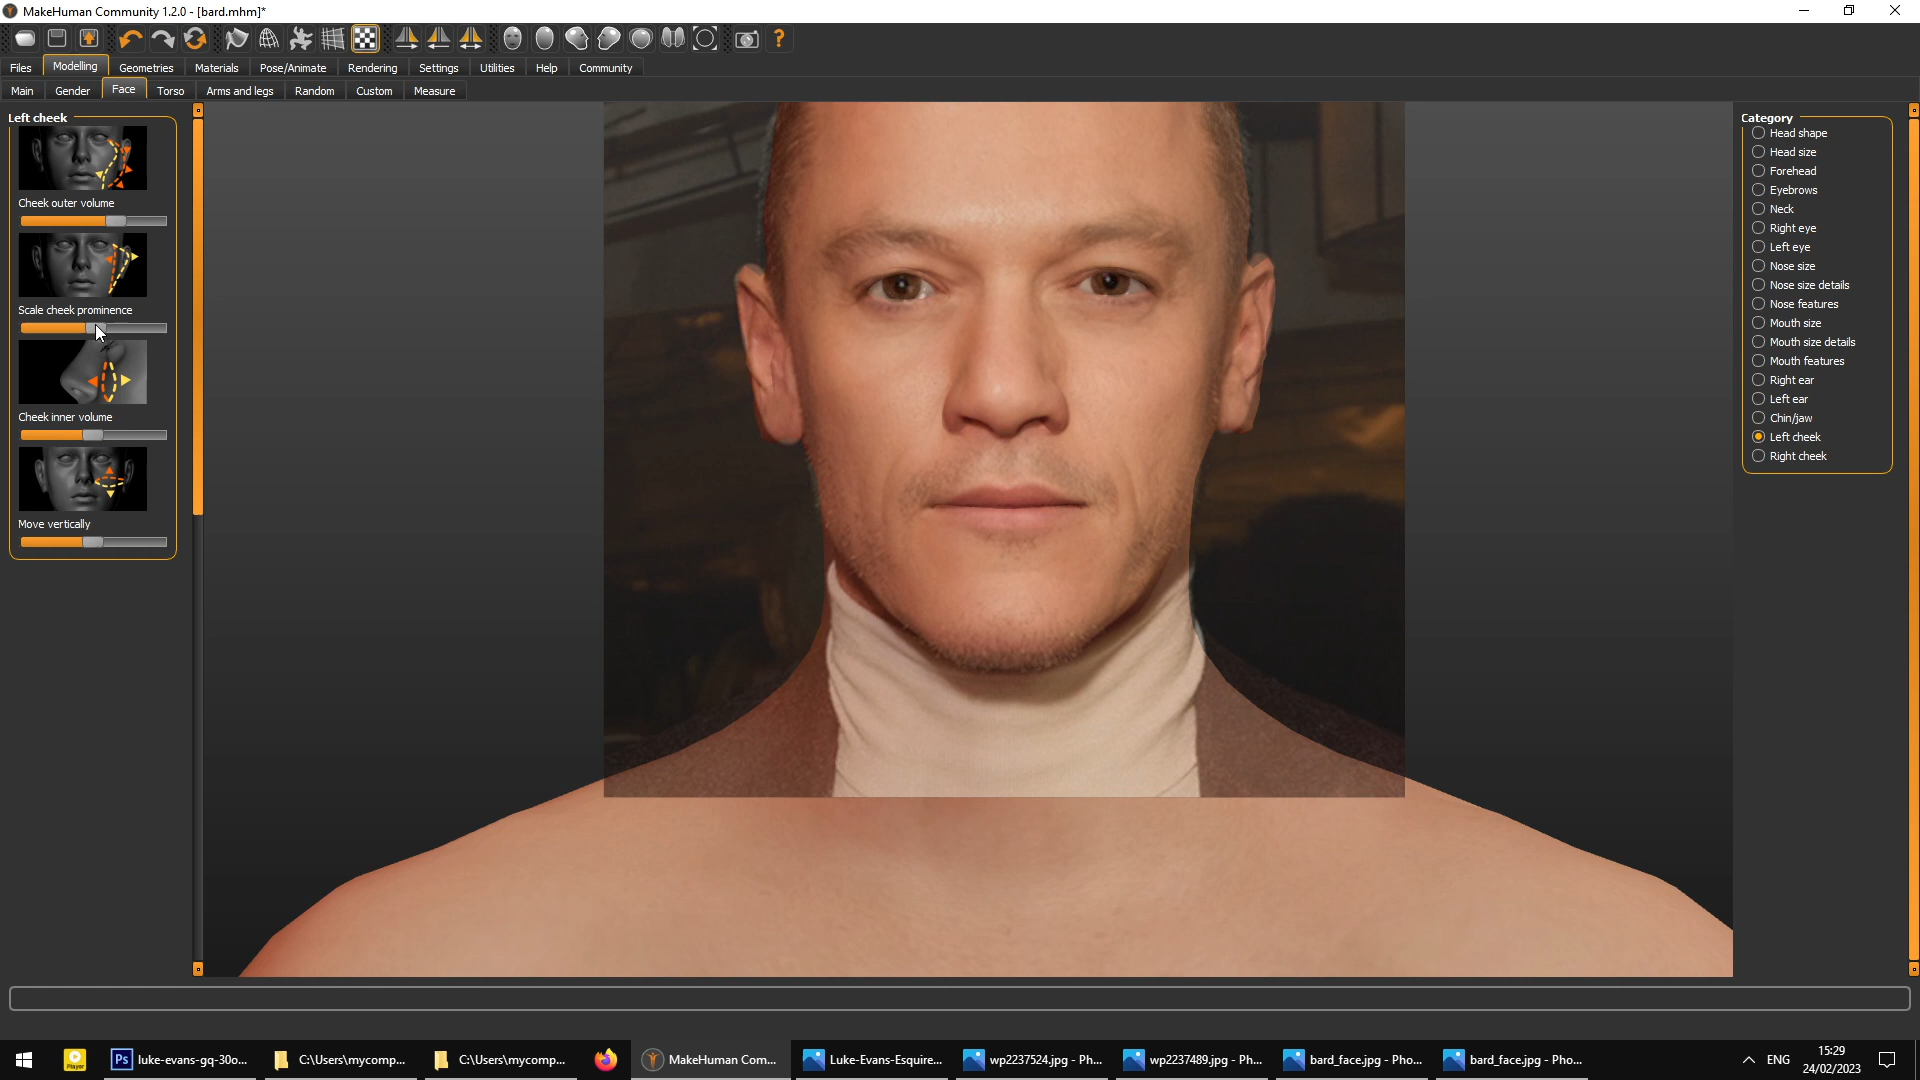 MakeHuman Community 1.2.0 - [bard.mhm]*
Files Modelling Geometries Materials Pose/Animate Rendering Settings Utilities Help Community
Main Gender Face Torso Arms and legs Random Custom Measure
Left cheek
Cheek outer volume
Scale cheek prominence
Cheek inner volume
Move vertically
Category
Head shape
Head size
Forehead
Eyebrows
Neck
Right eye
Left eye
Nose size
Nose size details
Nose features
Mouth size
Mouth size details
Mouth features
Right ear
Left ear
Chin/jaw
Left cheek
Right cheek
Player
Ps luke-evans-gq-30o...
C:\Users\mycomp...
C:\Users\mycomp...
MakeHuman Com...
Luke-Evans-Esquire...
wp2237524.jpg - Ph...
wp2237489.jpg - Ph...
bard_face.jpg - Pho...
bard_face.jpg - Pho...
ENG
15:29
24/02/2023